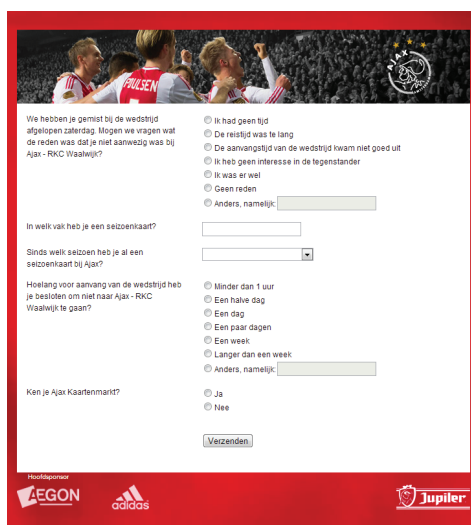 POULSEN
AJAX
We hebben je gemist bij de wedstrijd
afgelopen zaterdag. Mogen we vragen wat
de reden was dat je niet aanwezig was bij
Ajax - RKC Waalwijk?
Ik had geen tijd
De reistijd was te lang
De aanvangstijd van de wedstrijd kwam niet goed uit
Ik heb geen interesse in de tegenstander
Ik was er wel
Geen reden
Anders, namelijk:
In welk vak heb je een seizoenkaart?
Sinds welk seizoen heb je al een
seizoenkaart bij Ajax?
Hoelang voor aanvang van de wedstrijd heb
je besloten om niet naar Ajax - RKC
Waalwijk te gaan?
Minder dan 1 uur
Een halve dag
Een dag
Een paar dagen
Een week
Langer dan een week
Anders, namelijk:
Ken je Ajax Kaartenmarkt?
Ja
Nee
Verzenden
Hoofdsponsor
AEGON
adidas
Jupiler